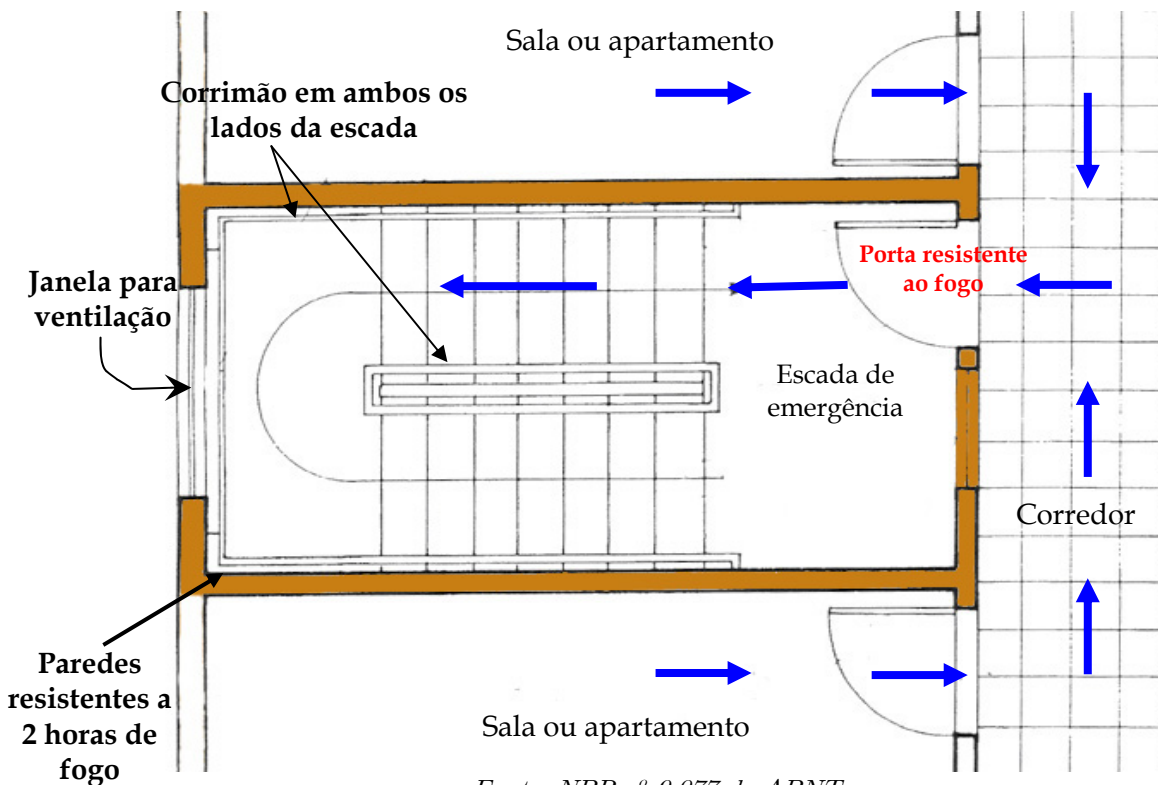 Sala ou apartamento
Corrimão em ambos os
lados da escada
Janela para
ventilação
Porta resistente
ao fogo
Escada de
emergência
Corredor
Paredes
resistentes a
2 horas de
fogo
Sala ou apartamento